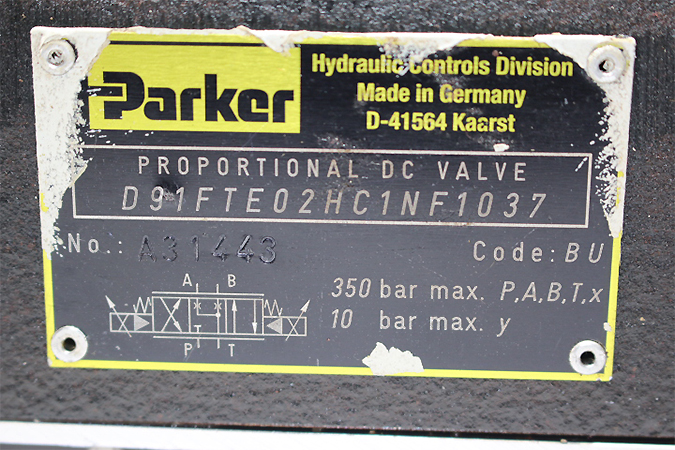 Parker
Hydraulic Controls Division
Made in Germany
D-41564 Kaarst
PROPORTIONAL DC VALVE
D91FTE02HC1NF1037
No.: A31443
Code: BU
A B
T
P T
350 bar max. P,A,B,T,x
10 bar max. y